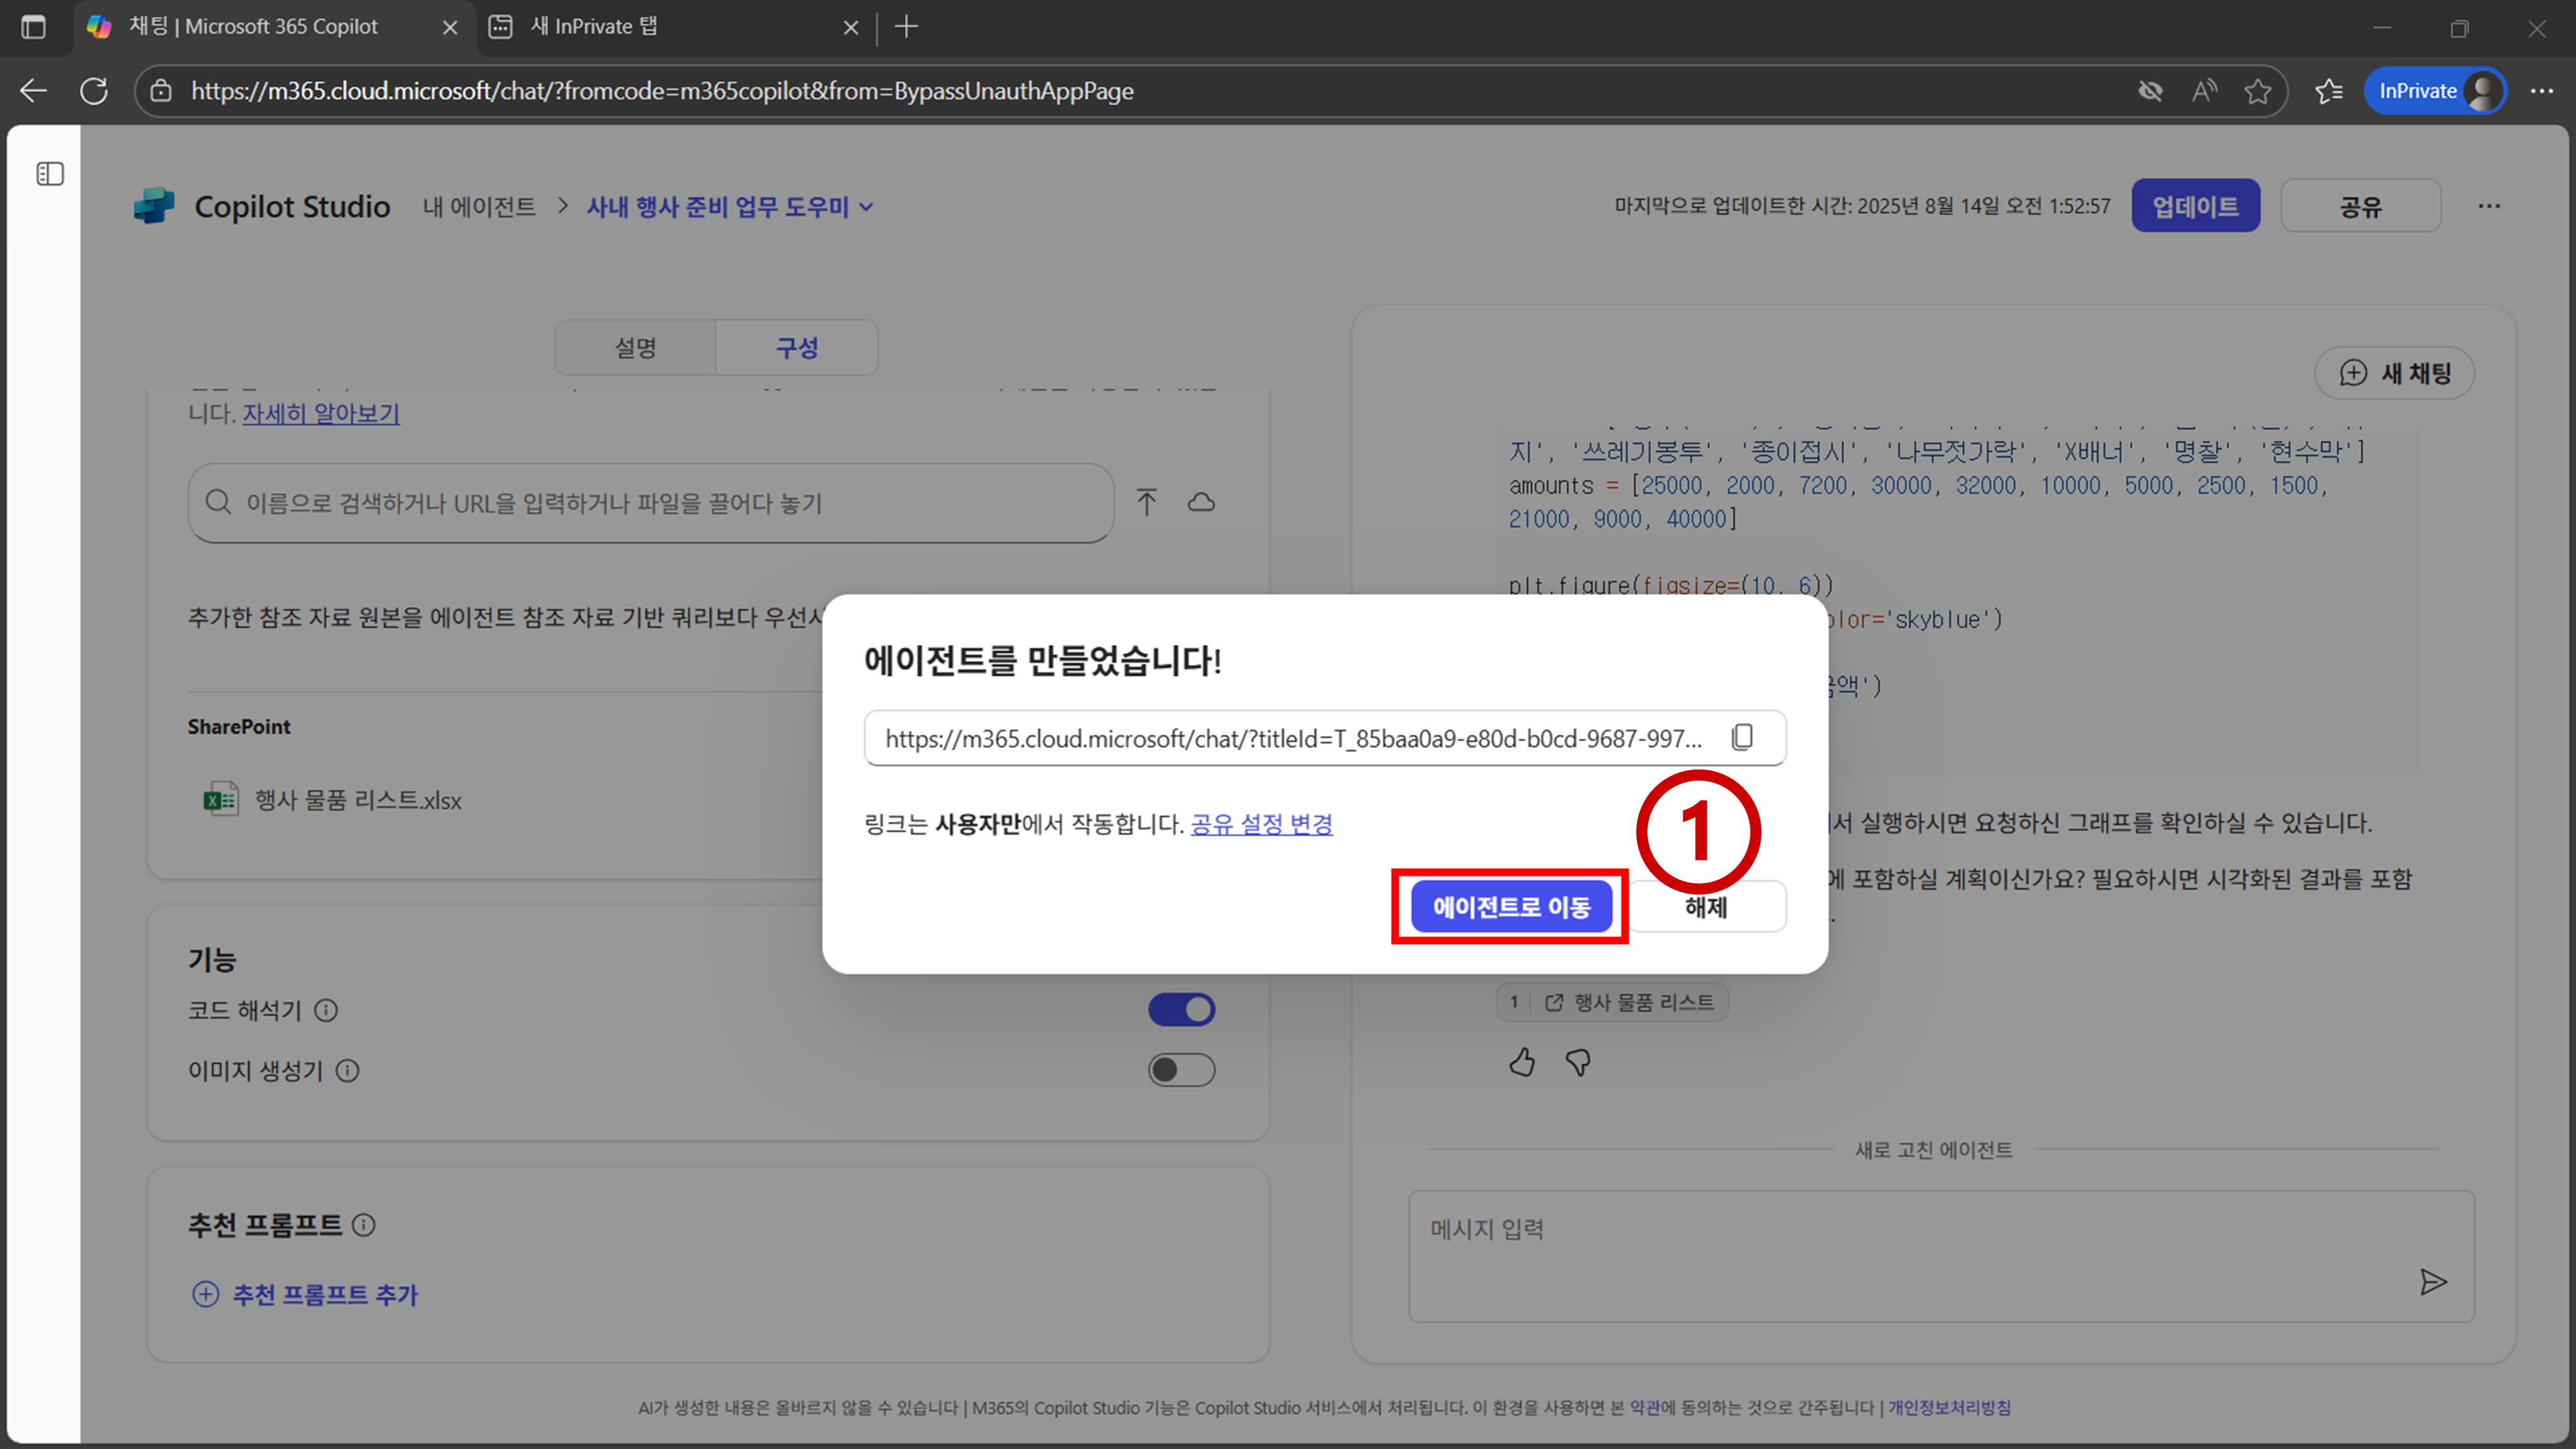 채팅 | Microsoft 365 Copilot
새 InPrivate 탭
https://m365.cloud.microsoft/chat/?fromcode=m365copilot&from=BypassUnauthAppPage
InPrivate
Copilot Studio
내 에이전트 > 사내 행사 준비 업무 도우미
마지막으로 업데이트한 시간: 2025년 8월 14일 오전 1:52:57
업데이트
공유
설명
구성
니다. 자세히 알아보기
이름으로 검색하거나 URL을 입력하거나 파일을 끌어다 놓기
추가한 참조 자료 원본을 에이전트 참조 자료 기반 쿼리보다 우선시
SharePoint
행사 물품 리스트.xlsx
기능
코드 해석기
이미지 생성기
추천 프롬프트
추천 프롬프트 추가
새 채팅
지', '쓰레기봉투', '종이접시', '나무젓가락', 'X배너', '명찰', '현수막']
amounts = [25000, 2000, 7200, 30000, 32000, 10000, 5000, 2500, 1500,
21000, 9000, 40000]
plt.figure(figsize=(10, 6))
olor='skyblue')
금액')
에이전트를 만들었습니다!
https://m365.cloud.microsoft/chat/?titleId=T_85baa0a9-e80d-b0cd-9687-997...
링크는 사용자만에서 작동합니다. 공유 설정 변경
1
에이전트로 이동
해제
서 실행하시면 요청하신 그래프를 확인하실 수 있습니다.
에 포함하실 계획이신가요? 필요하시면 시각화된 결과를 포함
1 행사 물품 리스트
새로 고친 에이전트
메시지 입력
AI가 생성한 내용은 올바르지 않을 수 있습니다 | M365의 Copilot Studio 기능은 Copilot Studio 서비스에서 처리됩니다. 이 환경을 사용하면 본 약관에 동의하는 것으로 간주됩니다 | 개인정보처리방침